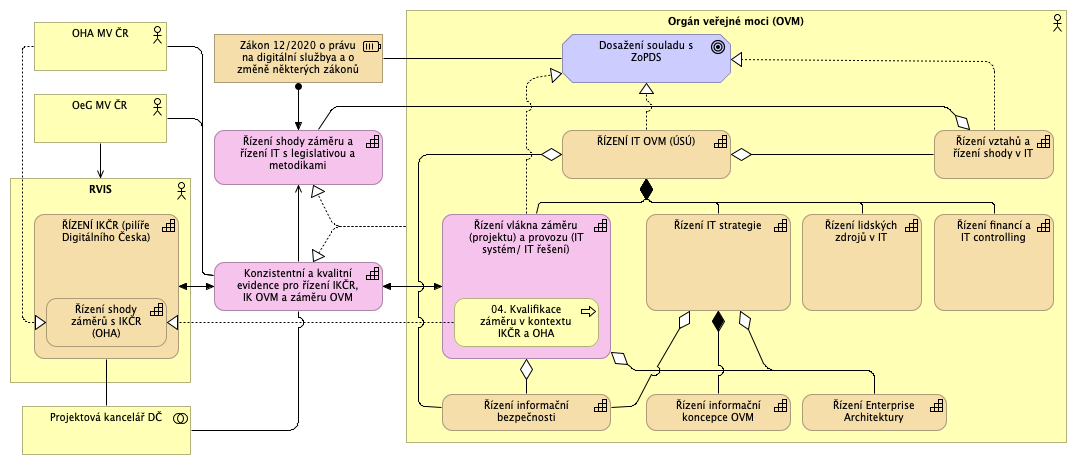 Orgán veřejné moci (OVM)
OHA MV ČR
Zákon 12/2020 o právu
na digitální službya a o
změně některých zákonů
Dosažení souladu s
ZoPDS
OeG MV ČR
Řízení shody záměru a
řízení IT s legislativou a
metodikami
ŘÍZENÍ IT OVM (ÚSÚ)
Řízení vztahů a
řízení shody v IT
RVIS
ŘÍZENÍ IKČR (pilíře
Digitálního Česka)
Řízení vlákna záměru
(projektu) a provozu (IT
systém/ IT řešení)
Řízení IT strategie
Řízení lidských
zdrojů v IT
Řízení financí a
IT controlling
Konzistentní a kvalitní
evidence pro řízení IKČR,
IK OVM a záměru OVM
Řízení shody
záměrů s IKČR
(OHA)
04. Kvalifikace
záměru v kontextu
IKČR a OHA
Projektová kancelář DČ
Řízení informační
bezpečnosti
Řízení informační
koncepce OVM
Řízení Enterprise
Architektury